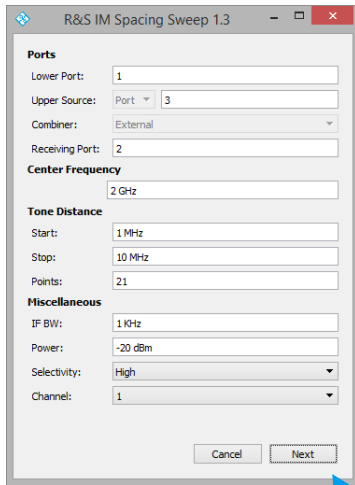 R&S IM Spacing Sweep 1.3
Ports
Lower Port: 1
Upper Source: Port 3
Combiner: External
Receiving Port: 2
Center Frequency
2 GHz
Tone Distance
Start: 1 MHz
Stop: 10 MHz
Points: 21
Miscellaneous
IF BW: 1 KHz
Power: -20 dBm
Selectivity: High
Channel: 1
Cancel Next